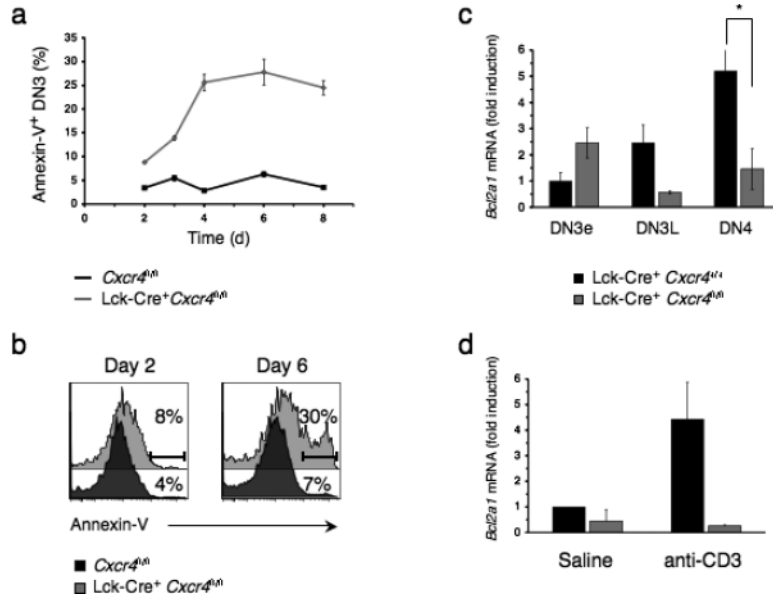 a
Annexin-V⁺ DN3 (%)
35
30
25
20
15
10
5
0
0
2
4
6
8
Time (d)
Cxcr4ᶠˡ/ᶠˡ
Lck-Cre⁺Cxcr4ᶠˡ/ᶠˡ
b
Day 2
Day 6
8%
4%
30%
7%
Annexin-V
Cxcr4ᶠˡ/ᶠˡ
Lck-Cre⁺ Cxcr4ᶠˡ/ᶠˡ
c
*
Bcl2a1 mRNA (fold induction)
6
5
4
3
2
1
0
DN3e
DN3L
DN4
Lck-Cre⁺ Cxcr4⁺/⁺
Lck-Cre⁺ Cxcr4ᶠˡ/ᶠˡ
d
Bcl2a1 mRNA (fold induction)
6
5
4
3
2
1
0
Saline
anti-CD3